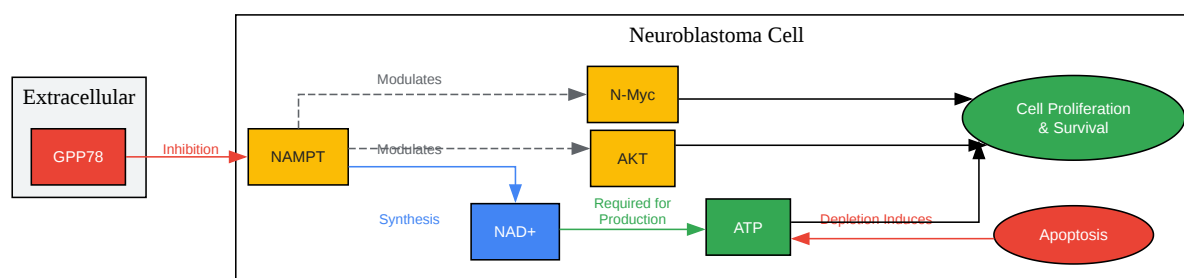 Neuroblastoma Cell
Extracellular
GPP78
Inhibition
NAMPT
Modulates
N-Myc
Modulates
AKT
Cell Proliferation
& Survival
Synthesis
NAD+
Required for
Production
ATP
Depletion Induces
Apoptosis